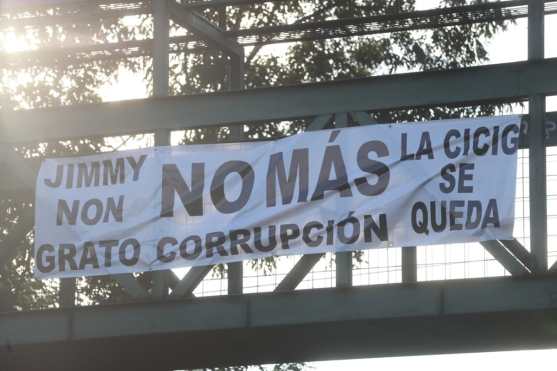 JIMMY
NON
GRATO
NO MÁS
CORRUPCIÓN
LA CICIG
SE
QUEDA